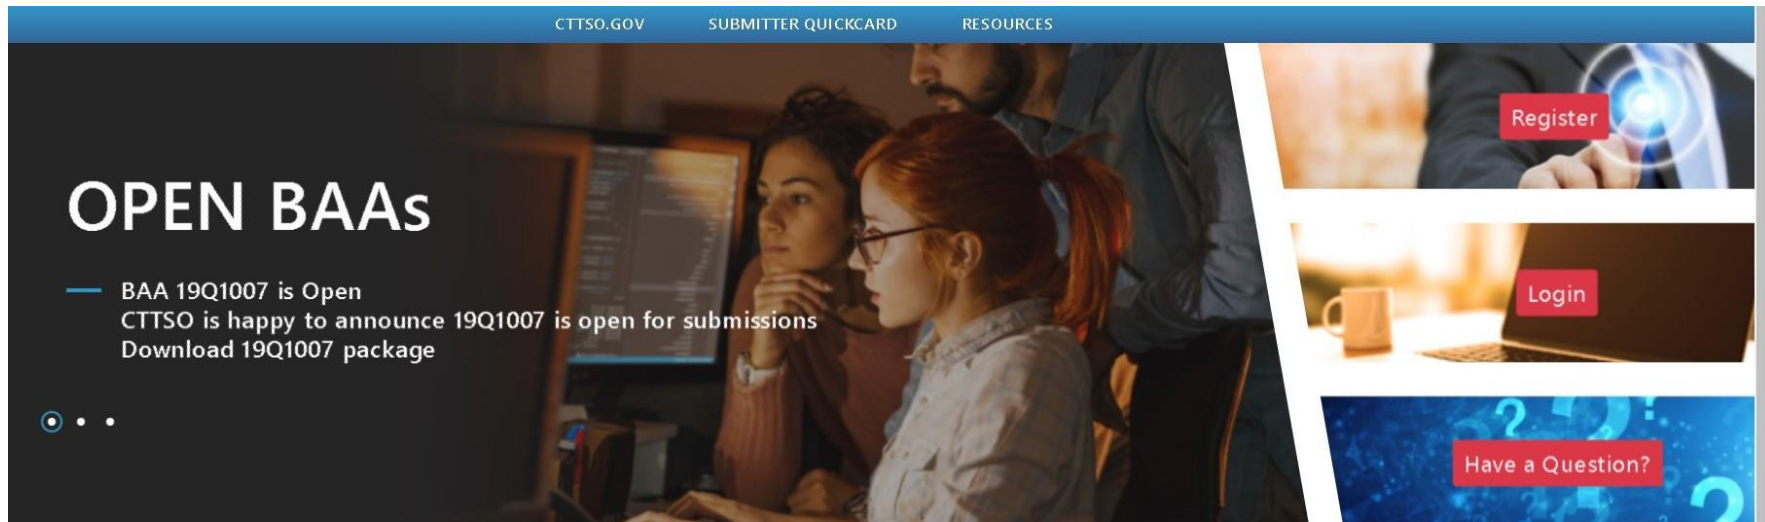 CTTSO.GOV SUBMITTER QUICKCARD RESOURCES
OPEN BAAs
BAA 19Q1007 is Open
CTTSO is happy to announce 19Q1007 is open for submissions
Download 19Q1007 package
Register
Login
Have a Question?